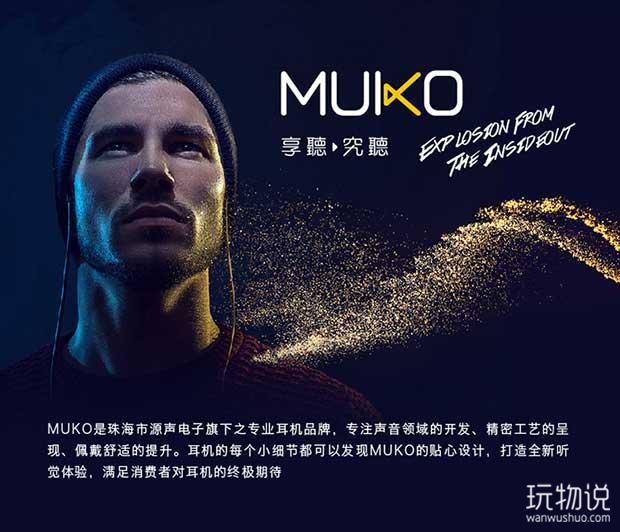 MUKO
享聽▸究聽
EXPLOSION FROM
THE INSIDEOUT
MUKO是珠海市源声电子旗下之专业耳机品牌，专注声音领域的开发、精密工艺的呈
现、佩戴舒适的提升。耳机的每个小细节都可以发现MUKO的贴心设计，打造全新听
觉体验，满足消费者对耳机的终极期待
玩物说
wanwushuo.com